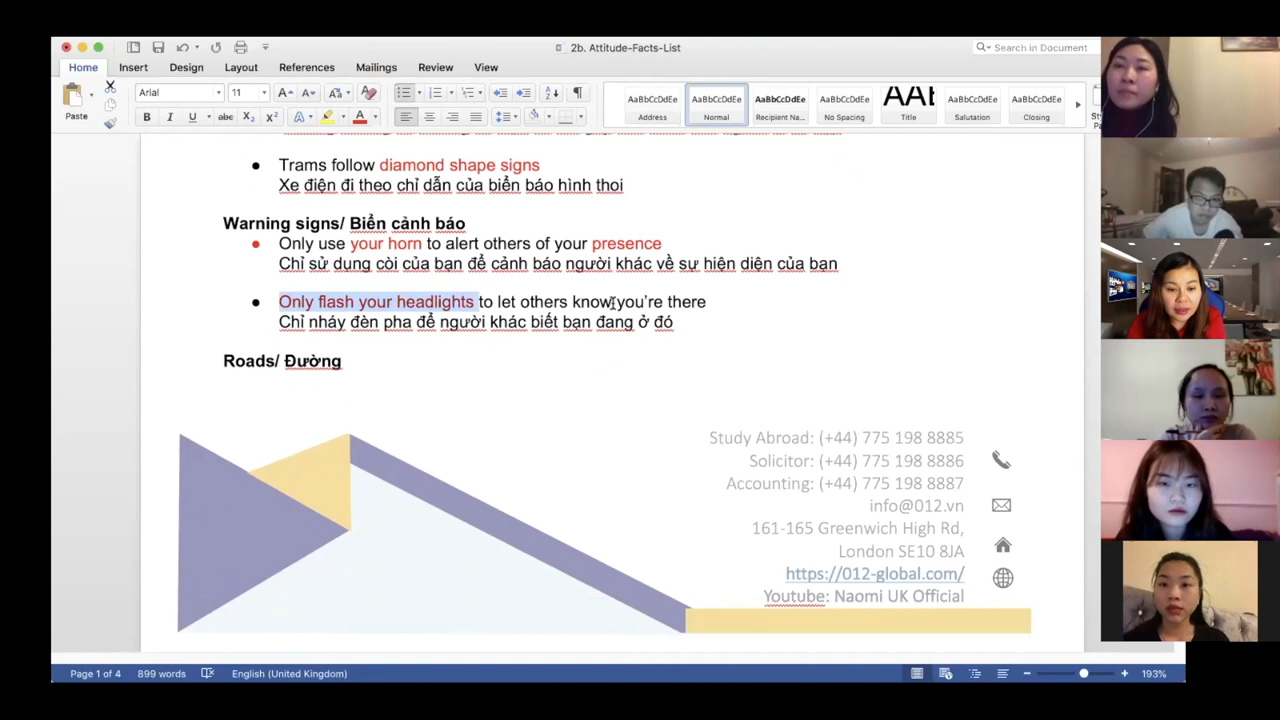 2b. Attitude-Facts-List
Search in Document
Home Insert Design Layout References Mailings Review View
Paste
Arial 11
AaBbCcDdEe AaBbCcDdEe AaBbCcDdEe AaBbCcDdEe AaBbCcDdEe AaBbCcDdEe
Address Normal Recipient Na... No Spacing Title Salutation Closing
Trams follow diamond shape signs
Xe điện đi theo chỉ dẫn của biển báo hình thoi
Warning signs/ Biển cảnh báo
Only use your horn to alert others of your presence
Chỉ sử dụng còi của bạn để cảnh báo người khác về sự hiện diện của bạn
Only flash your headlights to let others know you're there
Chỉ nháy đèn pha để người khác biết bạn đang ở đó
Roads/ Đường
Study Abroad: (+44) 775 198 8885
Solicitor: (+44) 775 198 8886
Accounting: (+44) 775 198 8887
info@012.vn
161-165 Greenwich High Rd,
London SE10 8JA
https://012-global.com/
Youtube: Naomi UK Official
Page 1 of 4 899 words English (United Kingdom) 193%